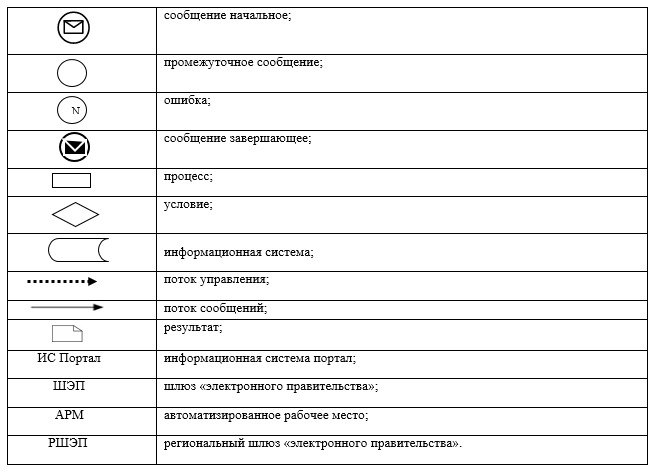 сообщение начальное;
промежуточное сообщение;
N ошибка;
сообщение завершающее;
процесс;
условие;
информационная система;
поток управления;
поток сообщений;
результат;
ИС Портал информационная система портал;
ШЭП шлюз «электронного правительства»;
АРМ автоматизированное рабочее место;
РШЭП региональный шлюз «электронного правительства».